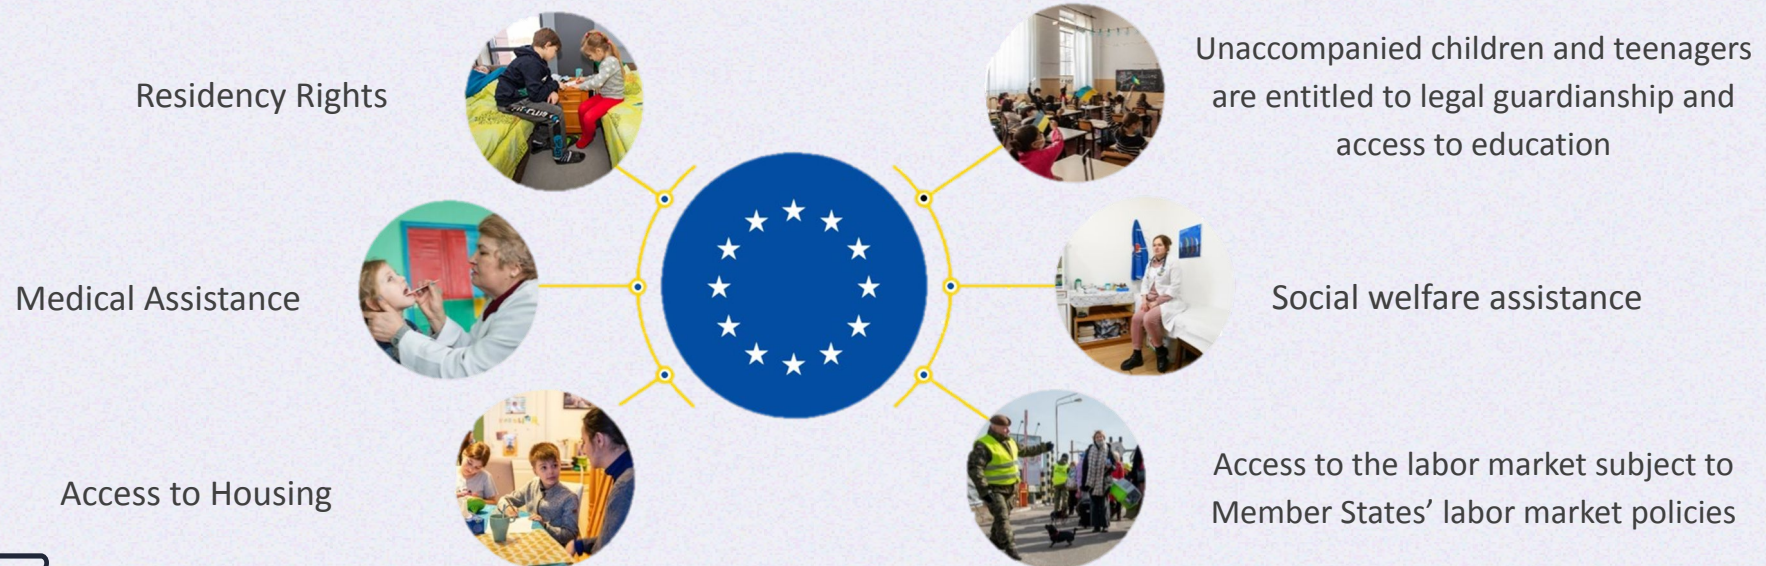 Residency Rights
Medical Assistance
Access to Housing
Unaccompanied children and teenagers
are entitled to legal guardianship and
access to education
Social welfare assistance
Access to the labor market subject to
Member States’ labor market policies